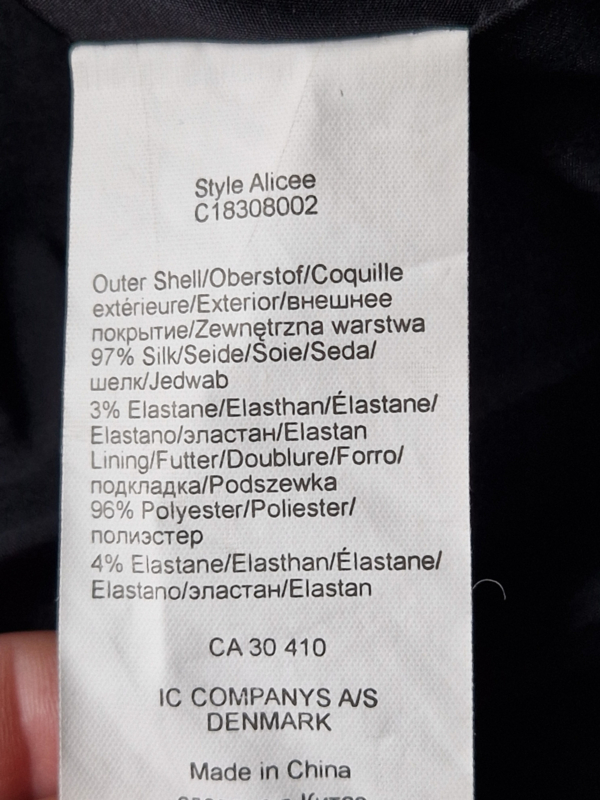 Style Alicee
C18308002
Outer Shell/Oberstof/Coquille
extérieure/Exterior/внешнее
покрытие/Zewnętrzna warstwa
97% Silk/Seide/Soie/Seda/
шелк/Jedwab
3% Elastane/Elasthan/Élastane/
Elastano/эластан/Elastan
Lining/Futter/Doublure/Forro/
подкладка/Podszewka
96% Polyester/Poliester/
полиэстер
4% Elastane/Elasthan/Élastane/
Elastano/эластан/Elastan
CA 30 410
IC COMPANYS A/S
DENMARK
Made in China